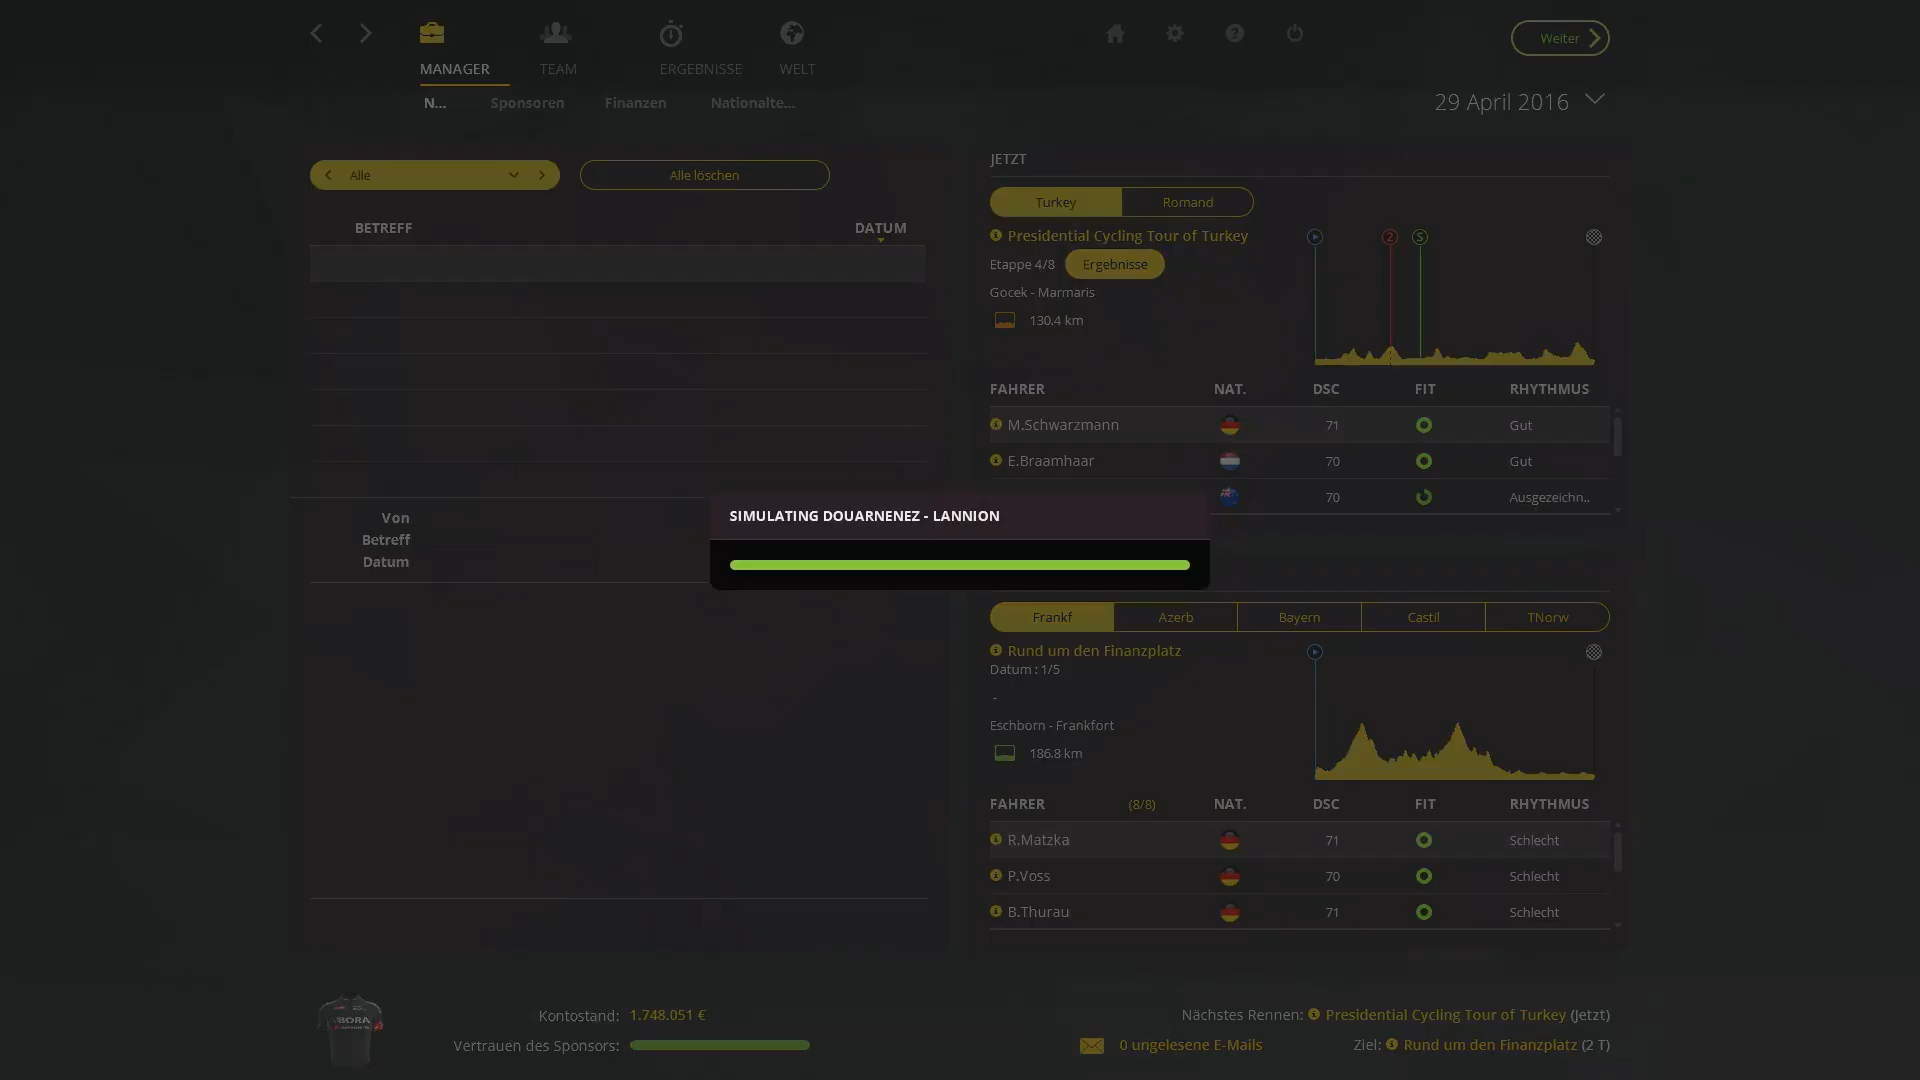 MANAGER
TEAM
ERGEBNISSE
WELT
Weiter
N...
Sponsoren
Finanzen
Nationalte...
29 April 2016
Alle
Alle löschen
BETREFF
DATUM
Von
Betreff
Datum
JETZT
Turkey
Romand
Presidential Cycling Tour of Turkey
Etappe 4/8
Ergebnisse
Gocek - Marmaris
130.4 km
2
S
FAHRER
NAT.
DSC
FIT
RHYTHMUS
M.Schwarzmann
71
Gut
E.Braamhaar
70
Gut
70
Ausgezeichn..
SIMULATING DOUARNENEZ - LANNION
Frankf
Azerb
Bayern
Castil
TNorw
Rund um den Finanzplatz
Datum : 1/5
-
Eschborn - Frankfort
186.8 km
FAHRER
(8/8)
NAT.
DSC
FIT
RHYTHMUS
R.Matzka
71
Schlecht
P.Voss
70
Schlecht
B.Thurau
71
Schlecht
BORA
Kontostand: 1.748.051 €
Vertrauen des Sponsors:
Nächstes Rennen: Presidential Cycling Tour of Turkey (Jetzt)
0 ungelesene E-Mails
Ziel: Rund um den Finanzplatz (2 T)